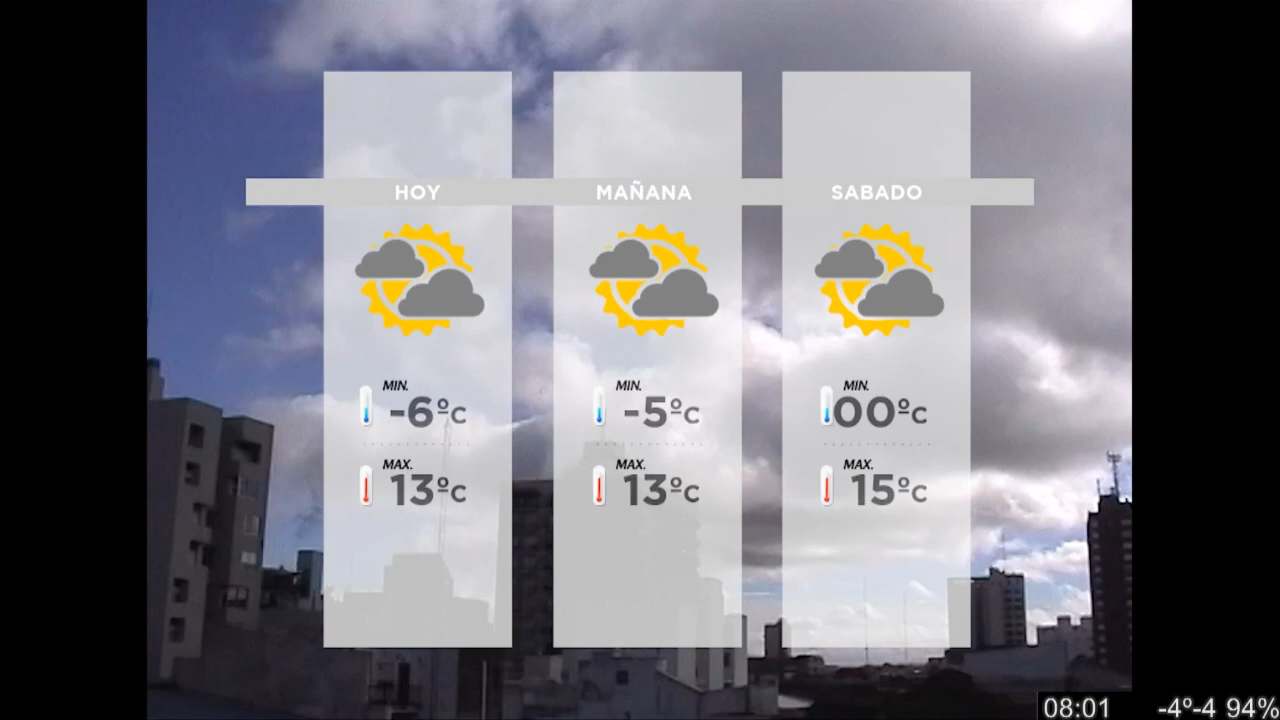 HOY
MIN.
-6ºC
MAX.
13ºC
MAÑANA
MIN.
-5ºC
MAX.
13ºC
SABADO
MIN.
00ºC
MAX.
15ºC
08:01 -4º-4 94%